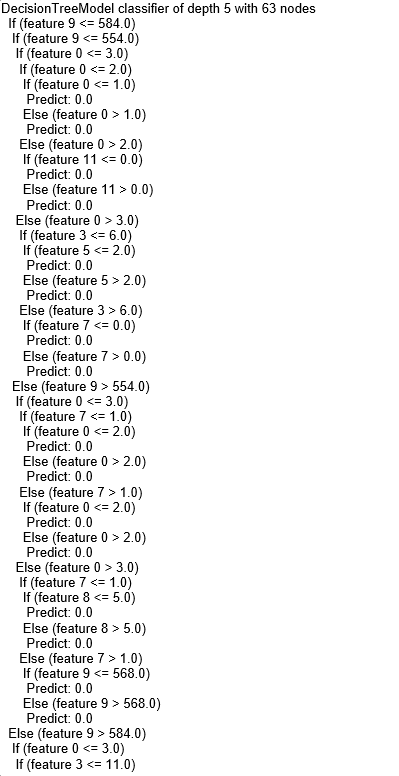 DecisionTreeModel classifier of depth 5 with 63 nodes
If (feature 9 <= 584.0)
If (feature 9 <= 554.0)
If (feature 0 <= 3.0)
If (feature 0 <= 2.0)
If (feature 0 <= 1.0)
Predict: 0.0
Else (feature 0 > 1.0)
Predict: 0.0
Else (feature 0 > 2.0)
If (feature 11 <= 0.0)
Predict: 0.0
Else (feature 11 > 0.0)
Predict: 0.0
Else (feature 0 > 3.0)
If (feature 3 <= 6.0)
If (feature 5 <= 2.0)
Predict: 0.0
Else (feature 5 > 2.0)
Predict: 0.0
Else (feature 3 > 6.0)
If (feature 7 <= 0.0)
Predict: 0.0
Else (feature 7 > 0.0)
Predict: 0.0
Else (feature 9 > 554.0)
If (feature 0 <= 3.0)
If (feature 7 <= 1.0)
If (feature 0 <= 2.0)
Predict: 0.0
Else (feature 0 > 2.0)
Predict: 0.0
Else (feature 7 > 1.0)
If (feature 0 <= 2.0)
Predict: 0.0
Else (feature 0 > 2.0)
Predict: 0.0
Else (feature 0 > 3.0)
If (feature 7 <= 1.0)
If (feature 8 <= 5.0)
Predict: 0.0
Else (feature 8 > 5.0)
Predict: 0.0
Else (feature 7 > 1.0)
If (feature 9 <= 568.0)
Predict: 0.0
Else (feature 9 > 568.0)
Predict: 0.0
Else (feature 9 > 584.0)
If (feature 0 <= 3.0)
If (feature 3 <= 11.0)